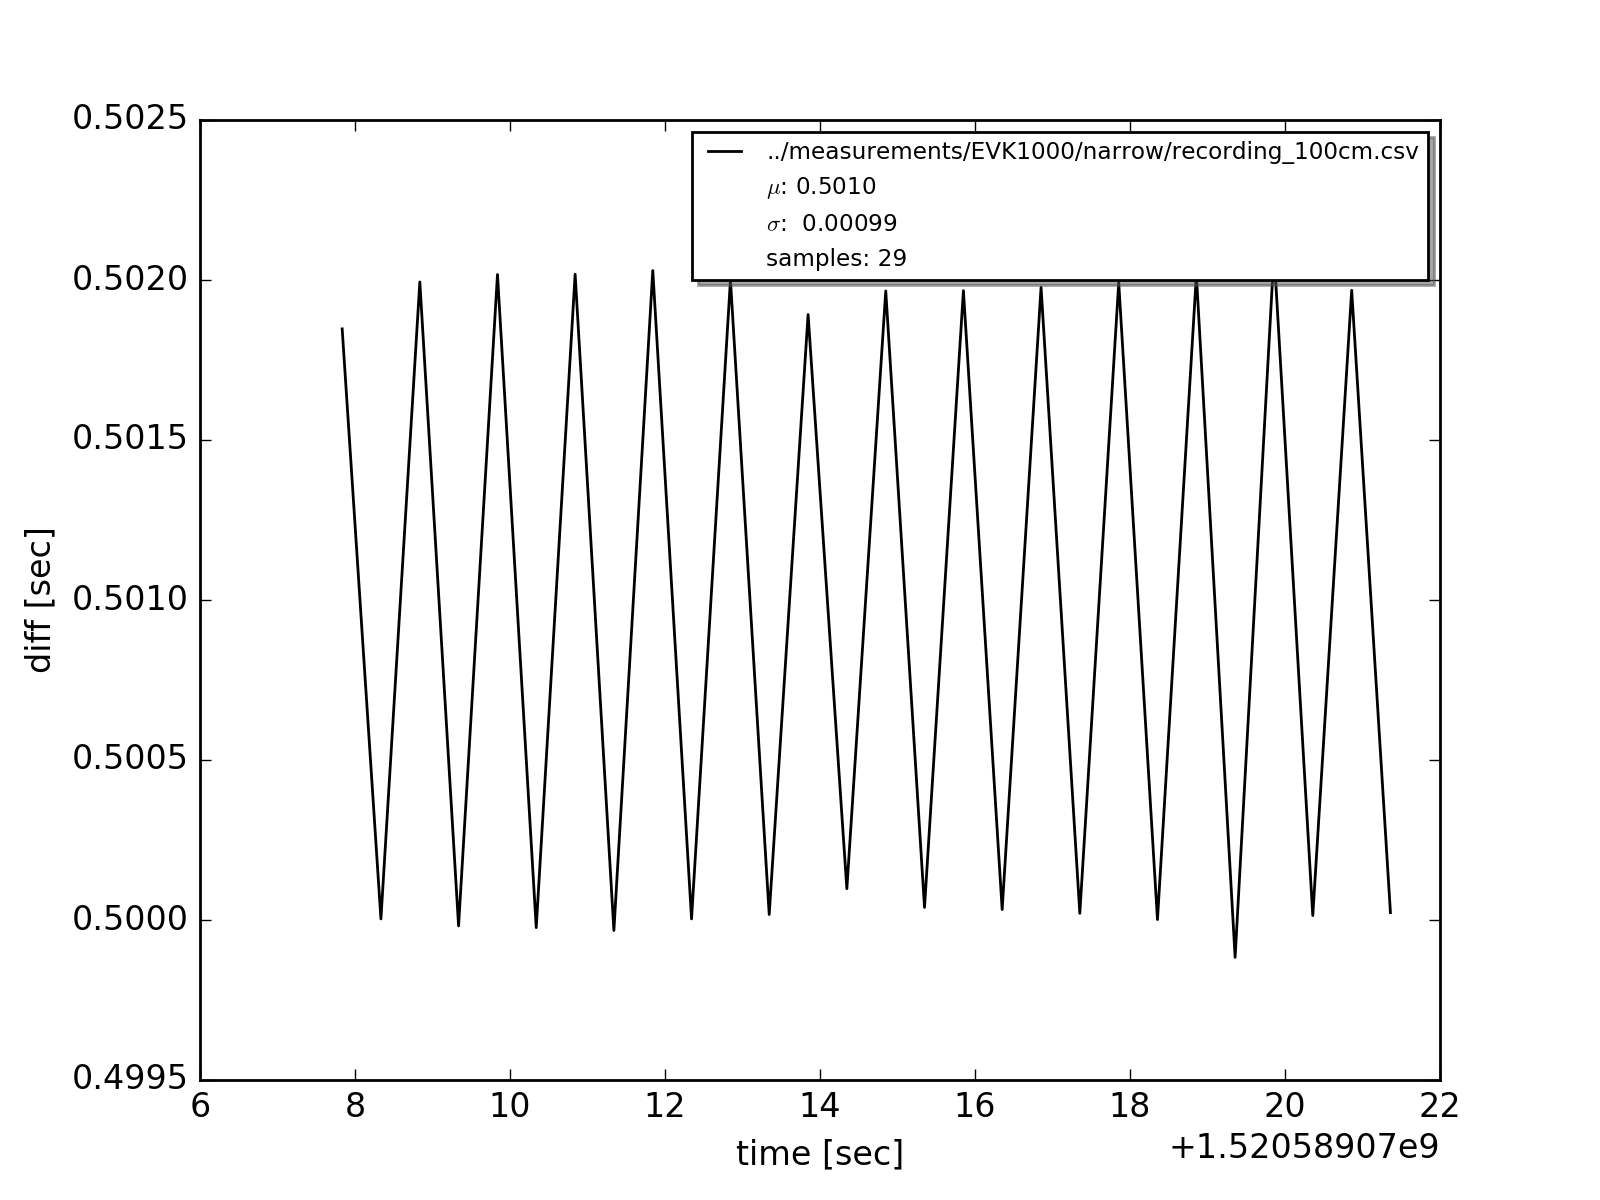 0.5025
0.5020
0.5015
0.5010
0.5005
0.5000
0.4995
diff [sec]
../measurements/EVK1000/narrow/recording_100cm.csv
μ: 0.5010
σ: 0.00099
samples: 29
6 8 10 12 14 16 18 20 22
time [sec]
+1.52058907e9